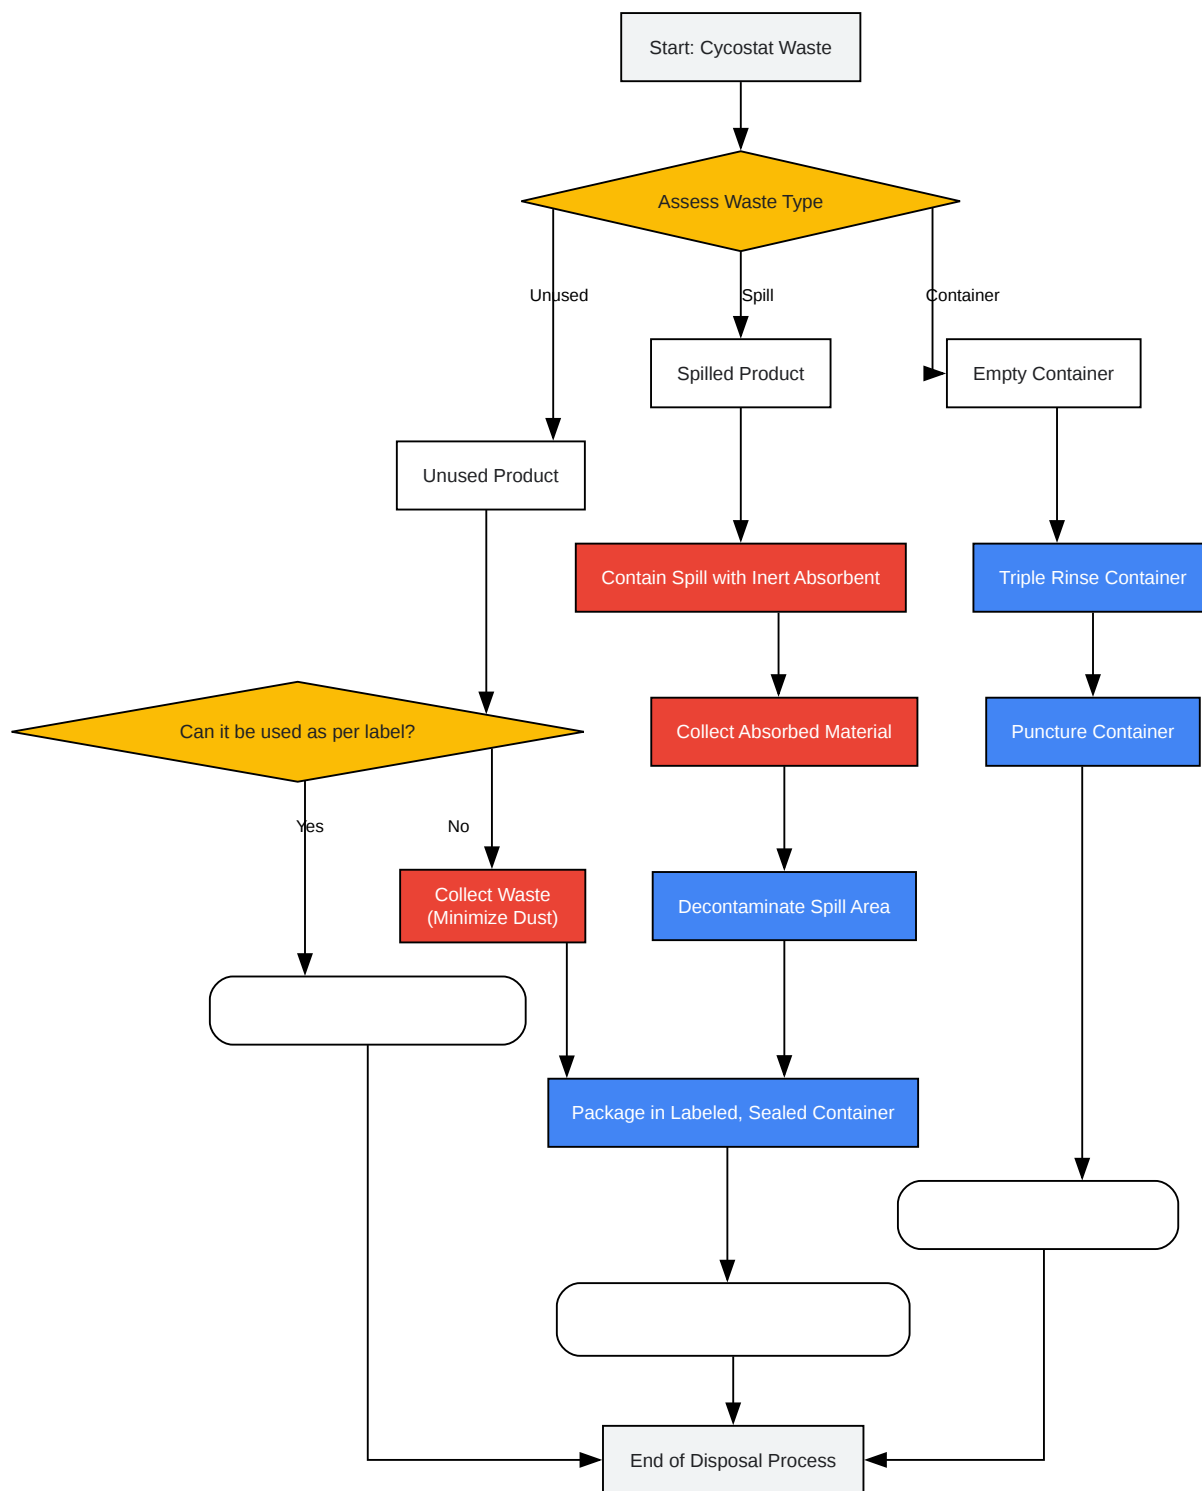 Start: Cycostat Waste
Assess Waste Type
Unused
Spill
Container
Spilled Product
Empty Container
Unused Product
Contain Spill with Inert Absorbent
Triple Rinse Container
Can it be used as per label?
Collect Absorbed Material
Puncture Container
Yes
No
Collect Waste
(Minimize Dust)
Decontaminate Spill Area
Package in Labeled, Sealed Container
End of Disposal Process